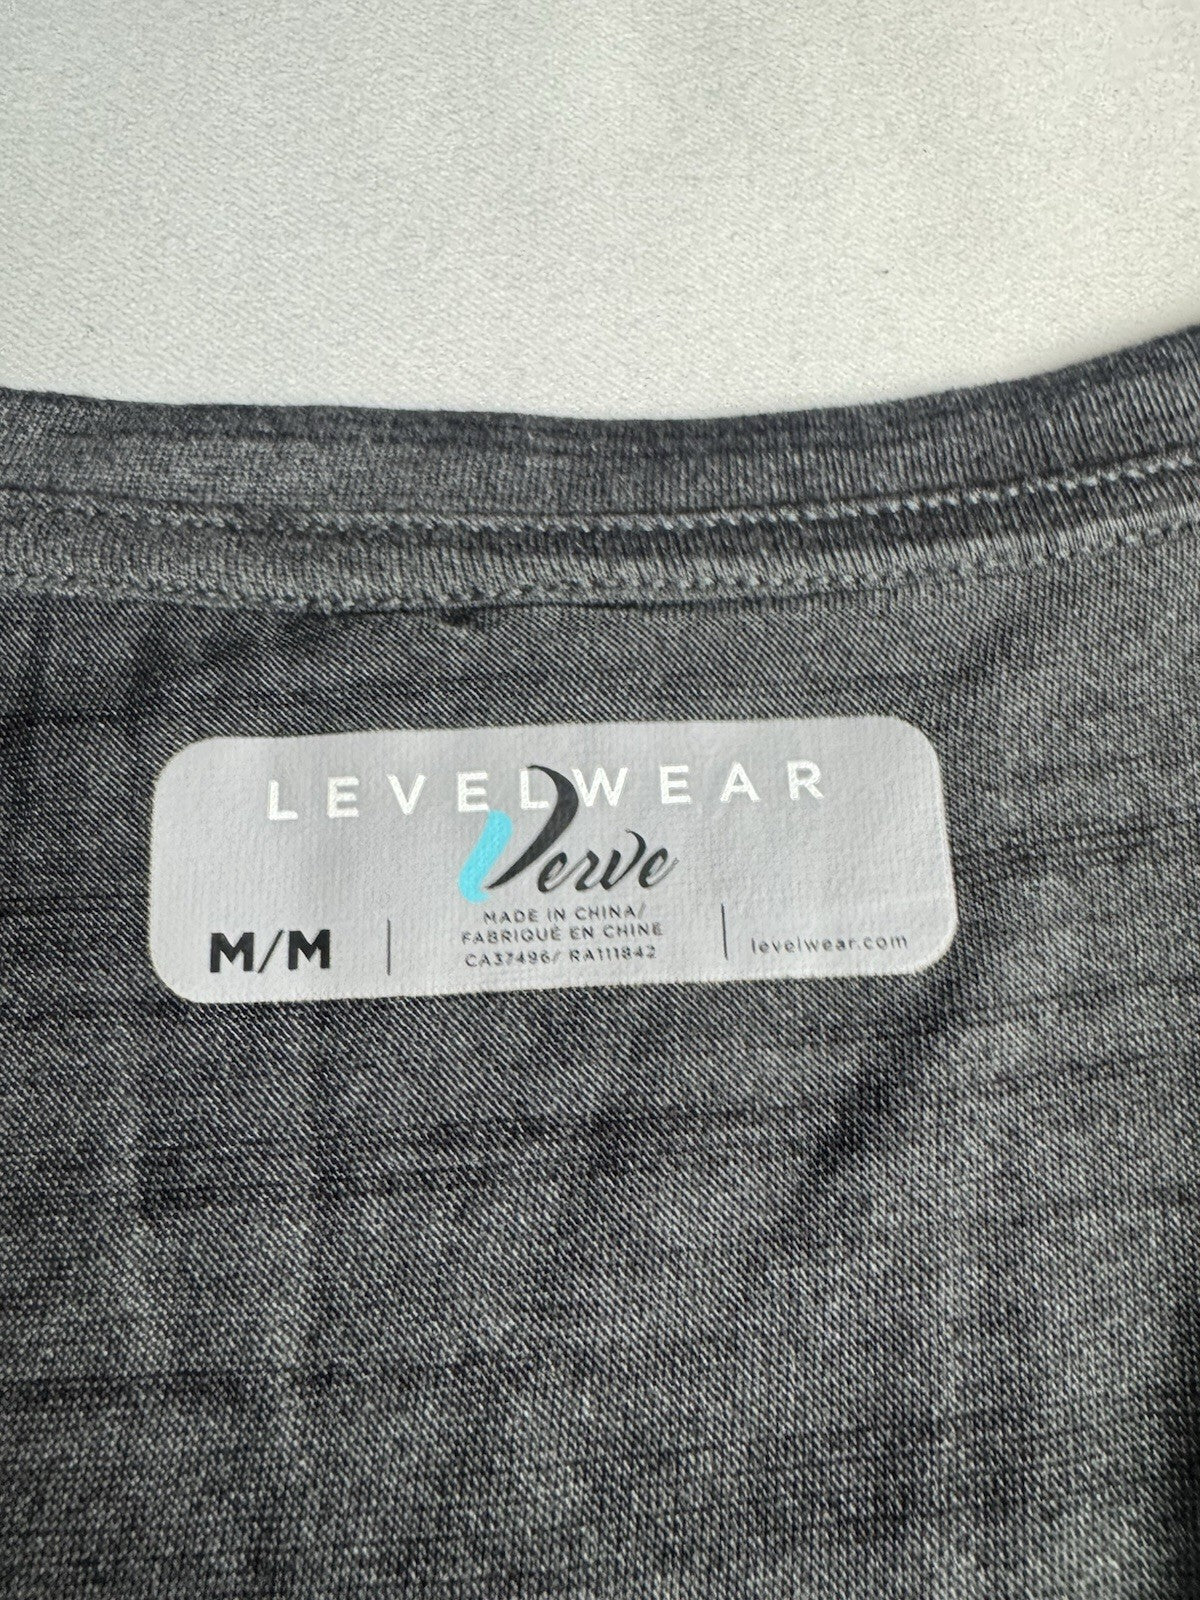 LEVELWEAR
Verve
MADE IN CHINA/
FABRIQUÉ EN CHINE
CA37496/ RA111842
M/M
levelwear.com